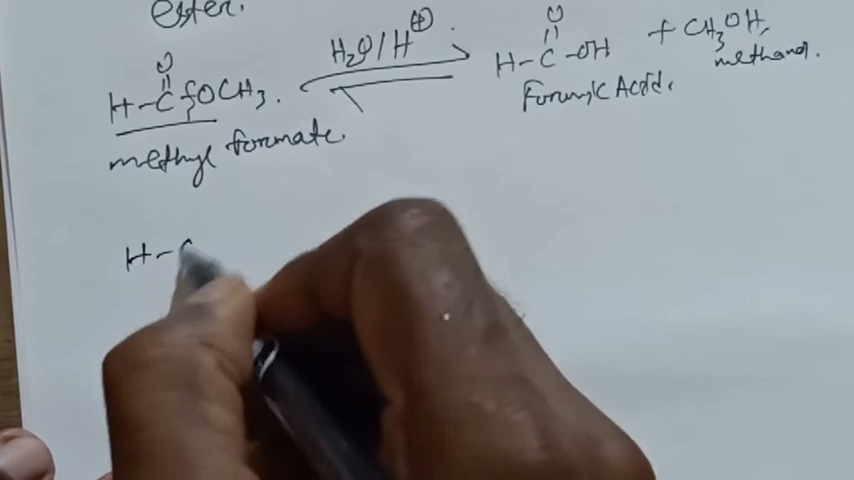 ester.
O O
H-C-OCH3. H2O/H⊕ H-C-OH + CH3OH,
methyl formate. Formic Acid. methanol.
H-C